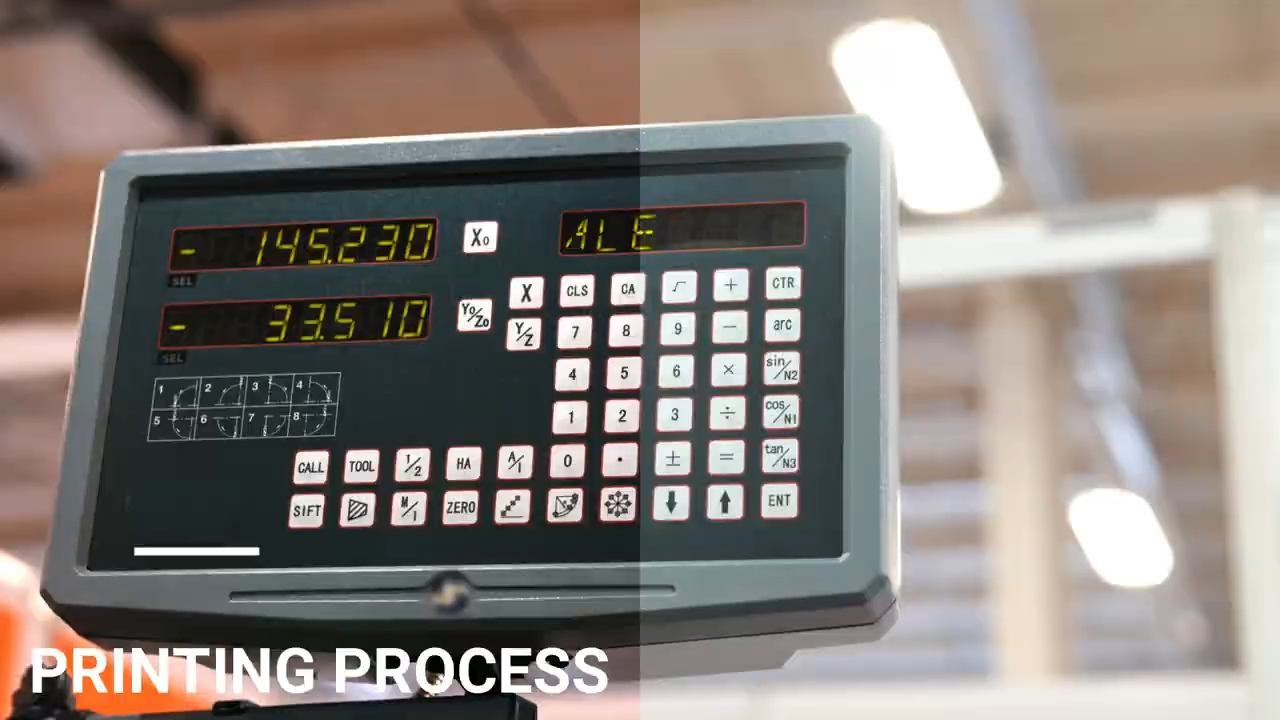 - 145.230
X₀
ALE
SEL
- 33.510
Y₀/Z₀
SEL
X
CLS
CA
√
+
CTR
Y/Z
7
8
9
—
arc
4
5
6
×
sin/N2
1
2
3
÷
cos/N1
1 2 3 4
5 6 7 8
CALL
TOOL
1/2
HA
A/I
0
.
±
=
tan/N3
SIFT
M/I
ZERO
ENT
PRINTING PROCESS